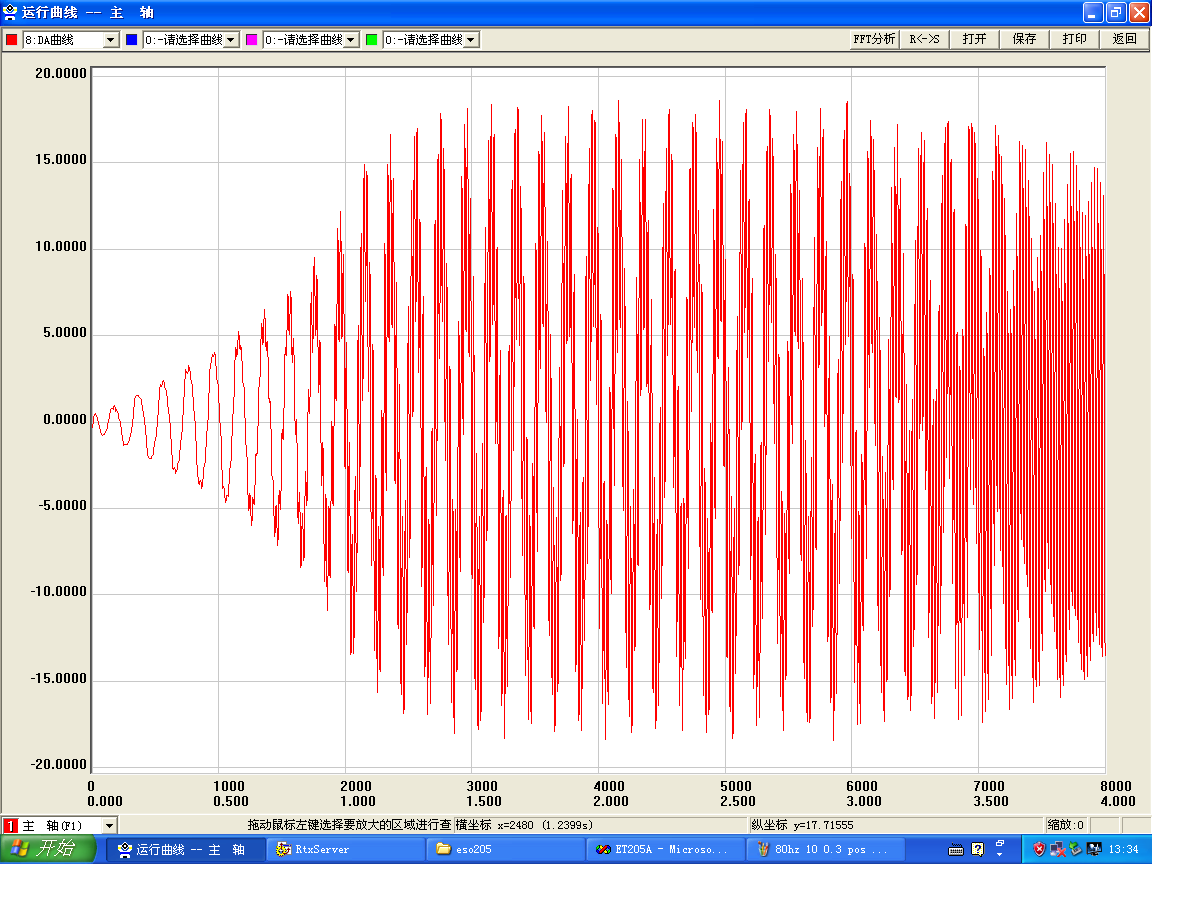 运行曲线 -- 主 轴
8:DA曲线 0:-请选择曲线 0:-请选择曲线 0:-请选择曲线 FFT分析 R<->S 打开 保存 打印 返回
20.0000
15.0000
10.0000
5.0000
0.0000
-5.0000
-10.0000
-15.0000
-20.0000
0 1000 2000 3000 4000 5000 6000 7000 8000
0.000 0.500 1.000 1.500 2.000 2.500 3.000 3.500 4.000
1 主 轴(F1) 拖动鼠标左键选择要放大的区域进行查 横坐标 x=2480 (1.2399s) 纵坐标 y=17.71555 缩放:0
开始 运行曲线 -- 主 轴 RtxServer eso205 ET205A - Microso... 80hz 10 0.3 pos ... 13:34